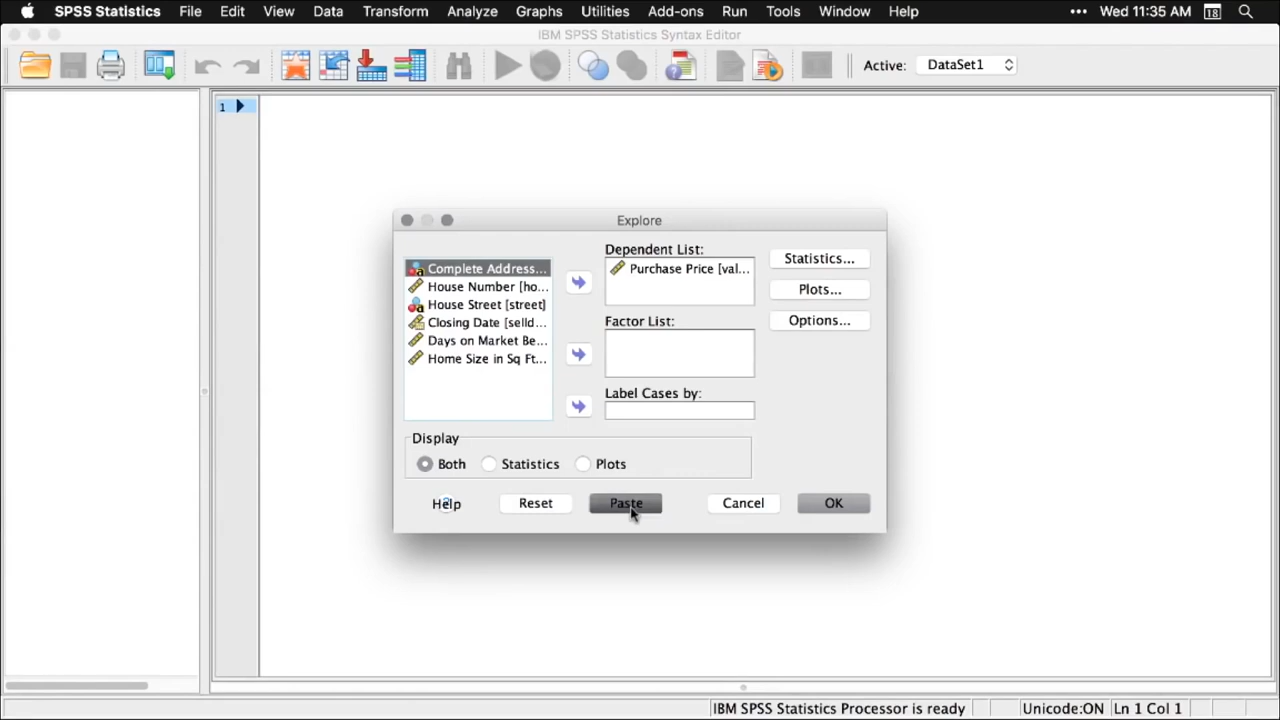 SPSS Statistics File Edit View Data Transform Analyze Graphs Utilities Add-ons Run Tools Window Help ••• Wed 11:35 AM 18
IBM SPSS Statistics Syntax Editor
Active: DataSet1
1
Explore
Complete Address...
House Number [ho...
House Street [street]
Closing Date [selld...
Days on Market Be...
Home Size in Sq Ft...
Dependent List:
Purchase Price [val...
Factor List:
Label Cases by:
Statistics...
Plots...
Options...
Display
Both Statistics Plots
Help Reset Paste Cancel OK
IBM SPSS Statistics Processor is ready Unicode:ON Ln 1 Col 1